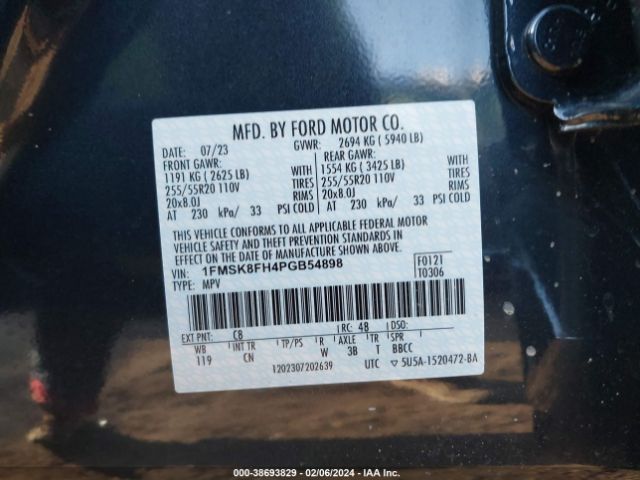 MFD. BY FORD MOTOR CO.
DATE: 07/23 GVWR: 2694 KG ( 5940 LB)
FRONT GAWR: REAR GAWR:
1191 KG ( 2625 LB) WITH 1554 KG ( 3425 LB) WITH
255/55R20 110V TIRES 255/55R20 110V TIRES
20x8.0J RIMS 20x8.0J RIMS
AT 230 kPa/ 33 PSI COLD AT 230 kPa/ 33 PSI COLD
THIS VEHICLE CONFORMS TO ALL APPLICABLE FEDERAL MOTOR
VEHICLE SAFETY AND THEFT PREVENTION STANDARDS IN
EFFECT ON THE DATE OF MANUFACTURE SHOWN ABOVE.
VIN: 1FMSK8FH4PGB54898 F0121
TYPE: MPV T0306
EXT PNT: C8 RC: 48 DSO:
WB INT TR TP/PS R AXLE TR SPR
119 CN W 3B T BBCC
1202307202639 UTC 5U5A-1520472-BA
000-38693829 - 02/06/2024 - IAA Inc.